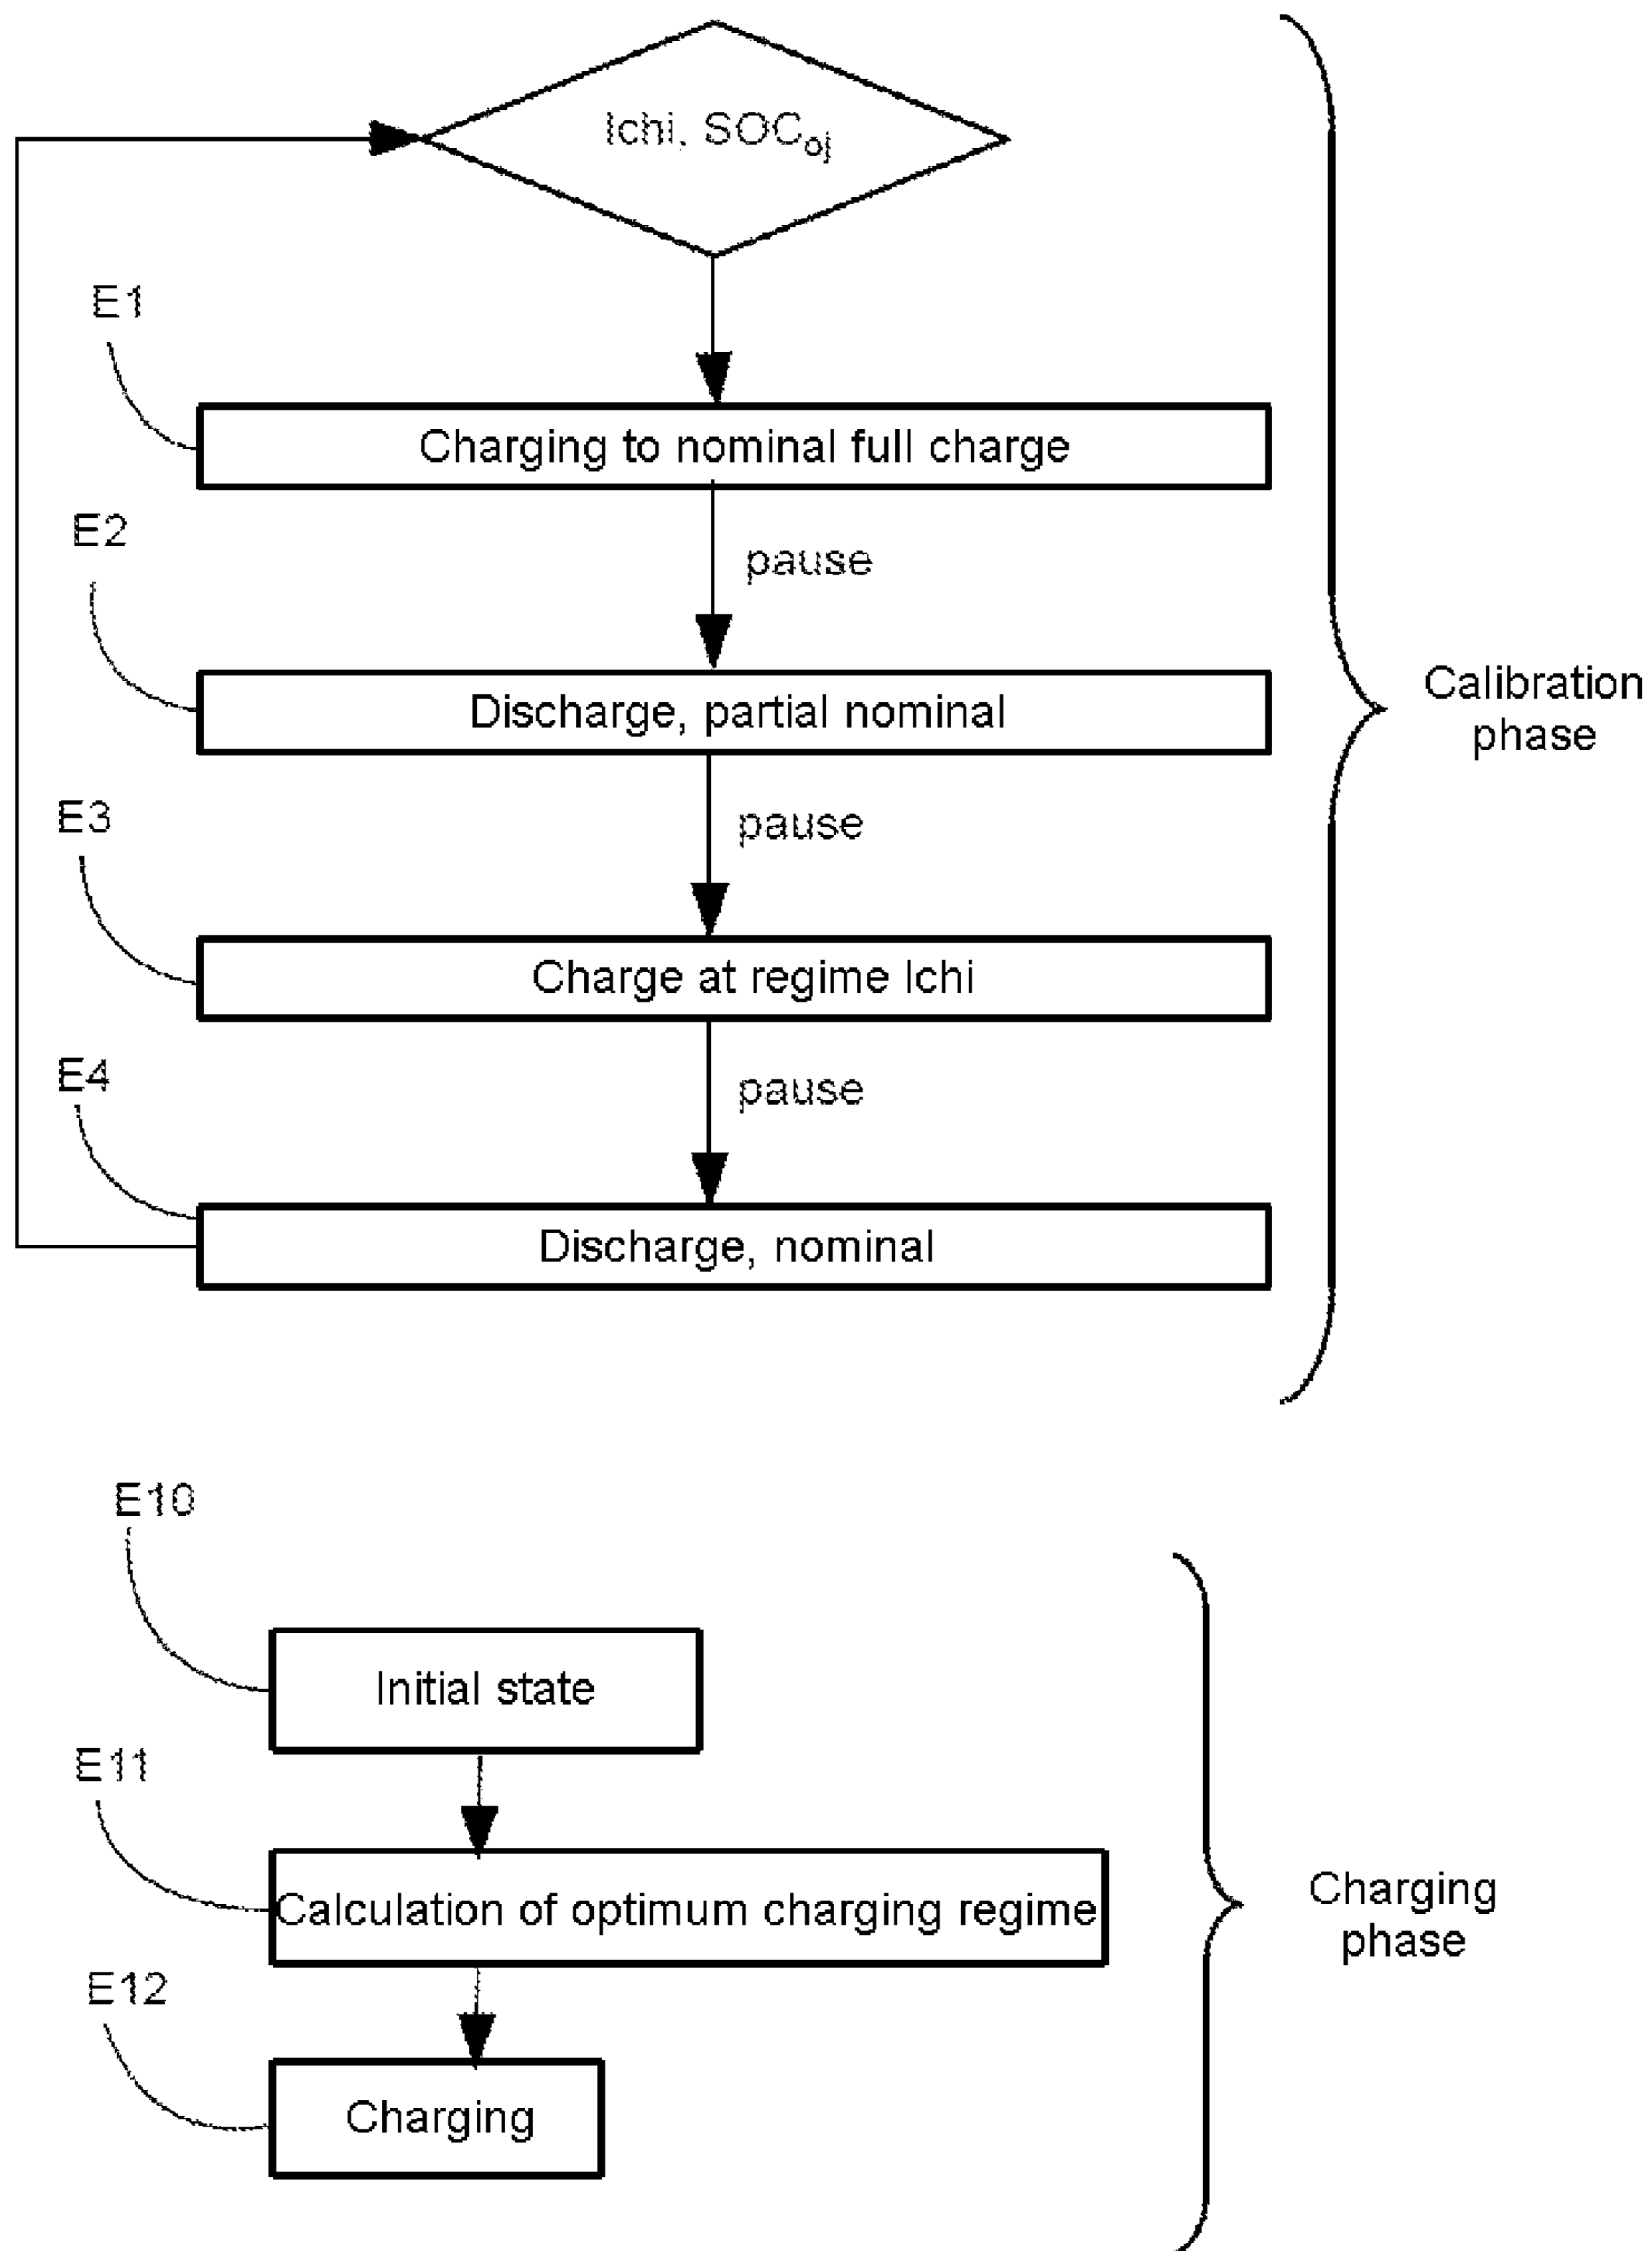 Ichi, SOCoj
E1
Charging to nominal full charge
pause
E2
Discharge, partial nominal
Calibration
phase
pause
E3
Charge at regime Ichi
pause
E4
Discharge, nominal
E10
Initial state
E11
Calculation of optimum charging regime
Charging
phase
E12
Charging